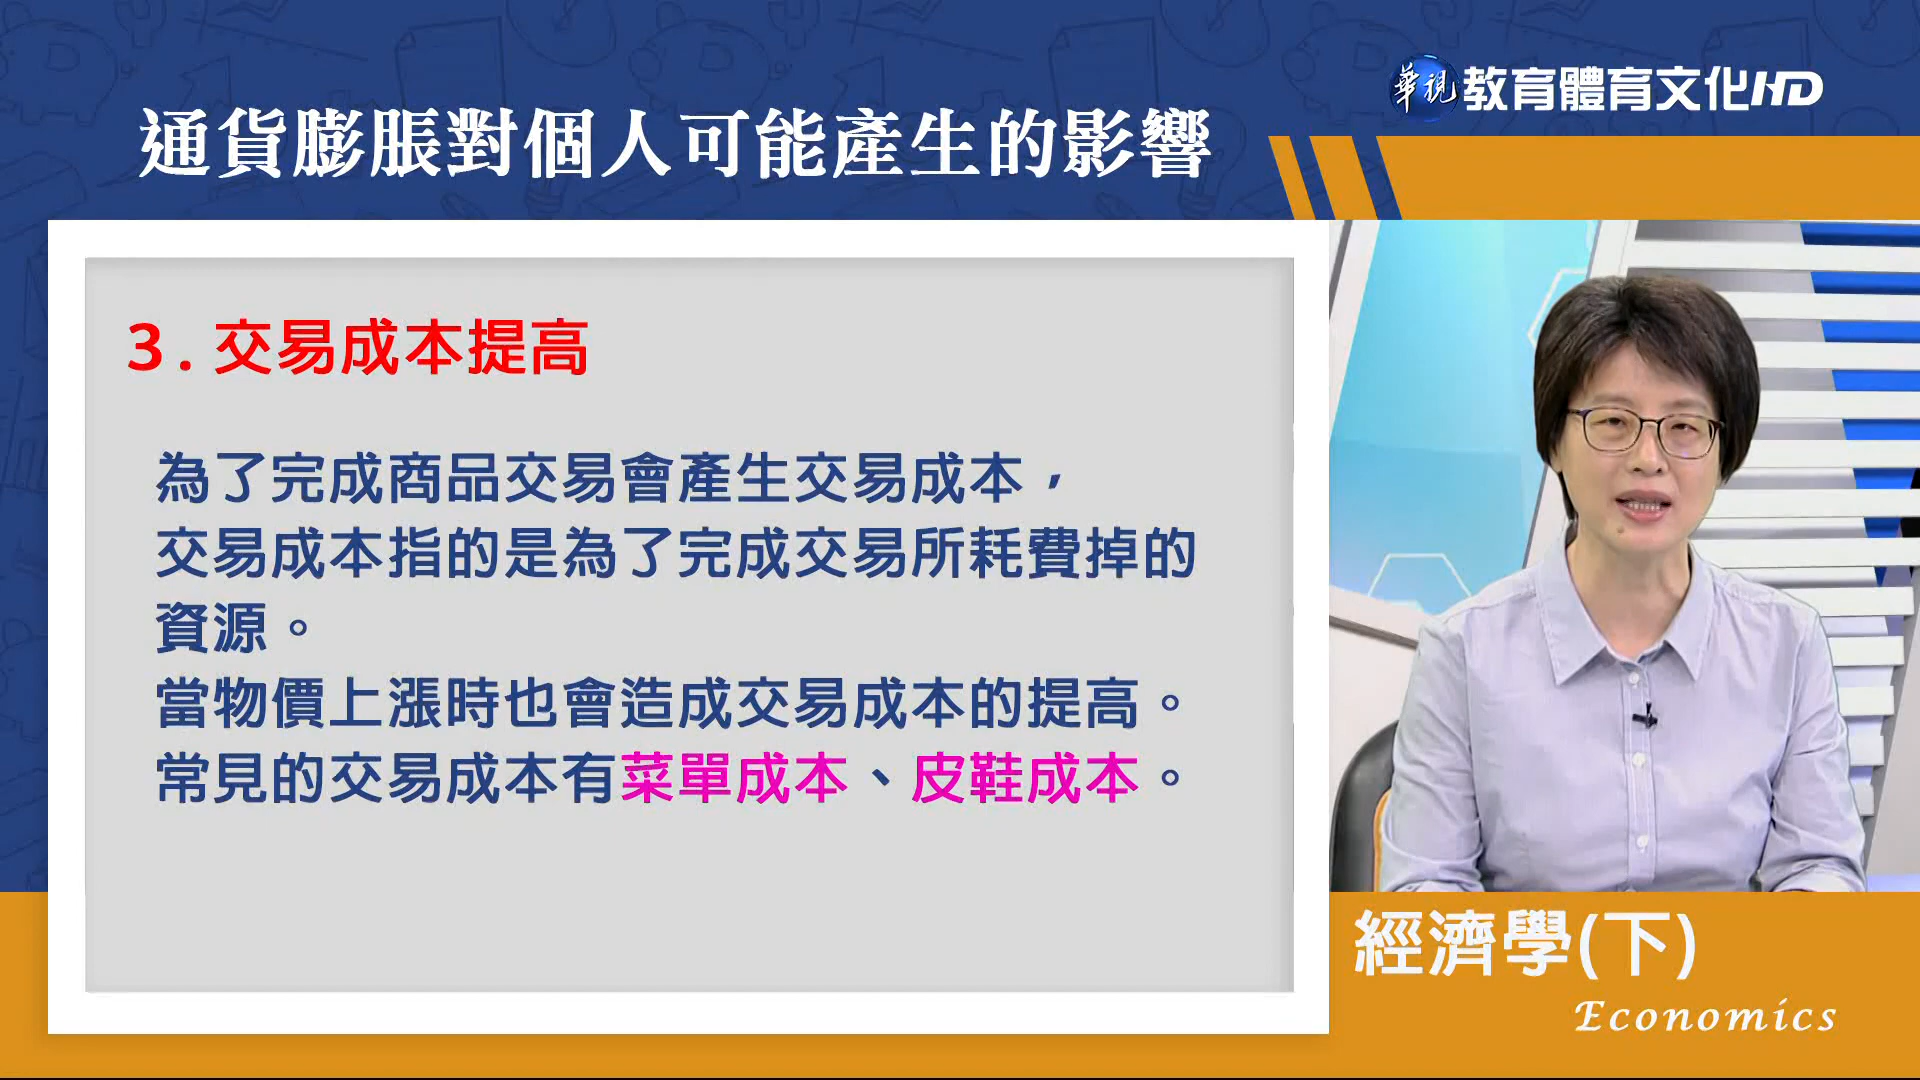 華視 教育體育文化HD
通貨膨脹對個人可能產生的影響
3. 交易成本提高
為了完成商品交易會產生交易成本，
交易成本指的是為了完成交易所耗費掉的
資源。
當物價上漲時也會造成交易成本的提高。
常見的交易成本有菜單成本、皮鞋成本。
經濟學(下)
Economics